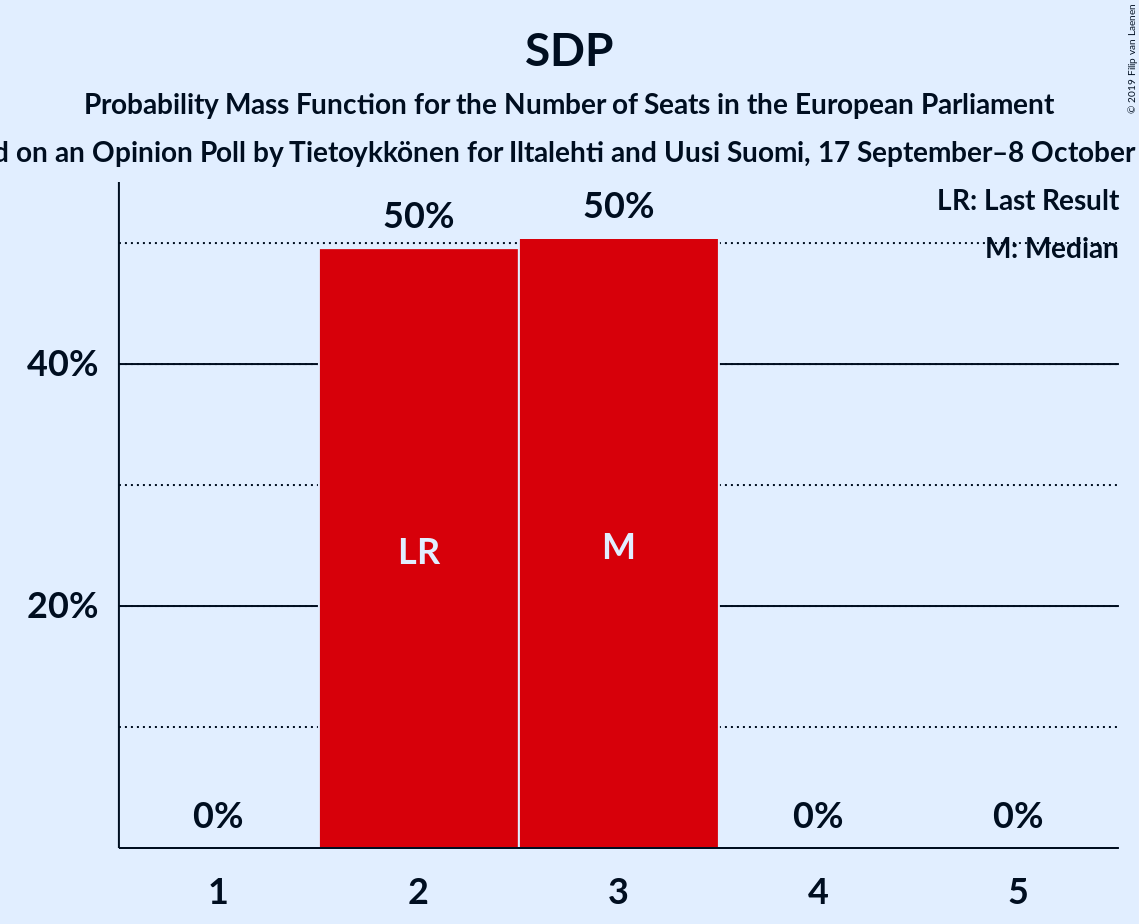 SDP
Probability Mass Function for the Number of Seats in the European Parliament
on an Opinion Poll by Tietoykkönen for Iltalehti and Uusi Suomi, 17 September–8 October
© 2019 Filip van Laenen
LR: Last Result
M: Median
50%
50%
40%
20%
LR
M
0%
0%
0%
1
2
3
4
5